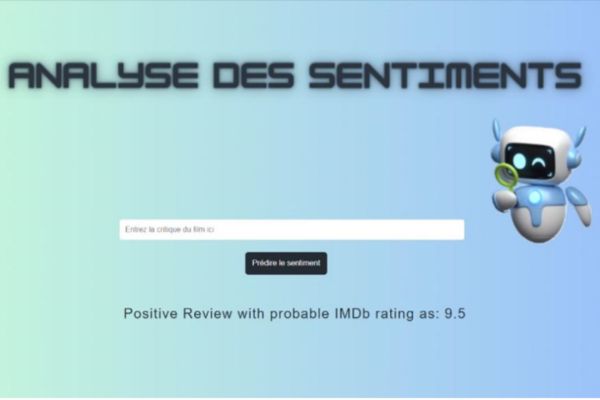 ANALYSE DES SENTIMENTS
Entrez la critique du film ici
Prédire le sentiment
Positive Review with probable IMDb rating as: 9.5